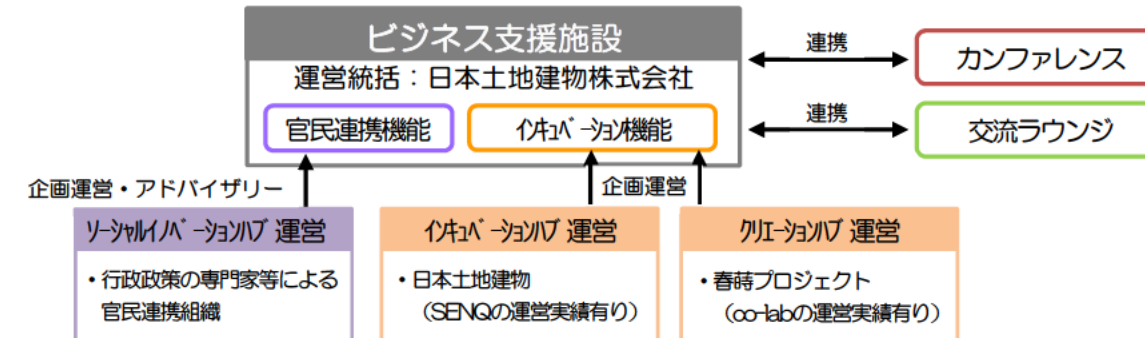 ビジネス支援施設
運営統括：日本土地建物株式会社
官民連携機能
ｲﾝｷｭﾍﾞｰｼｮﾝ機能
連携
カンファレンス
連携
交流ラウンジ
企画運営・アドバイザリー
企画運営
ｿｰｼｬﾙｲﾉﾍﾞｰｼｮﾝﾊﾌﾞ 運営
・行政政策の専門家等による
官民連携組織
ｲﾝｷｭﾍﾞｰｼｮﾝﾊﾌﾞ 運営
・日本土地建物
（SENQの運営実績有り）
ｸﾘｴｰｼｮﾝﾊﾌﾞ 運営
・春蒔プロジェクト
（co-labの運営実績有り）